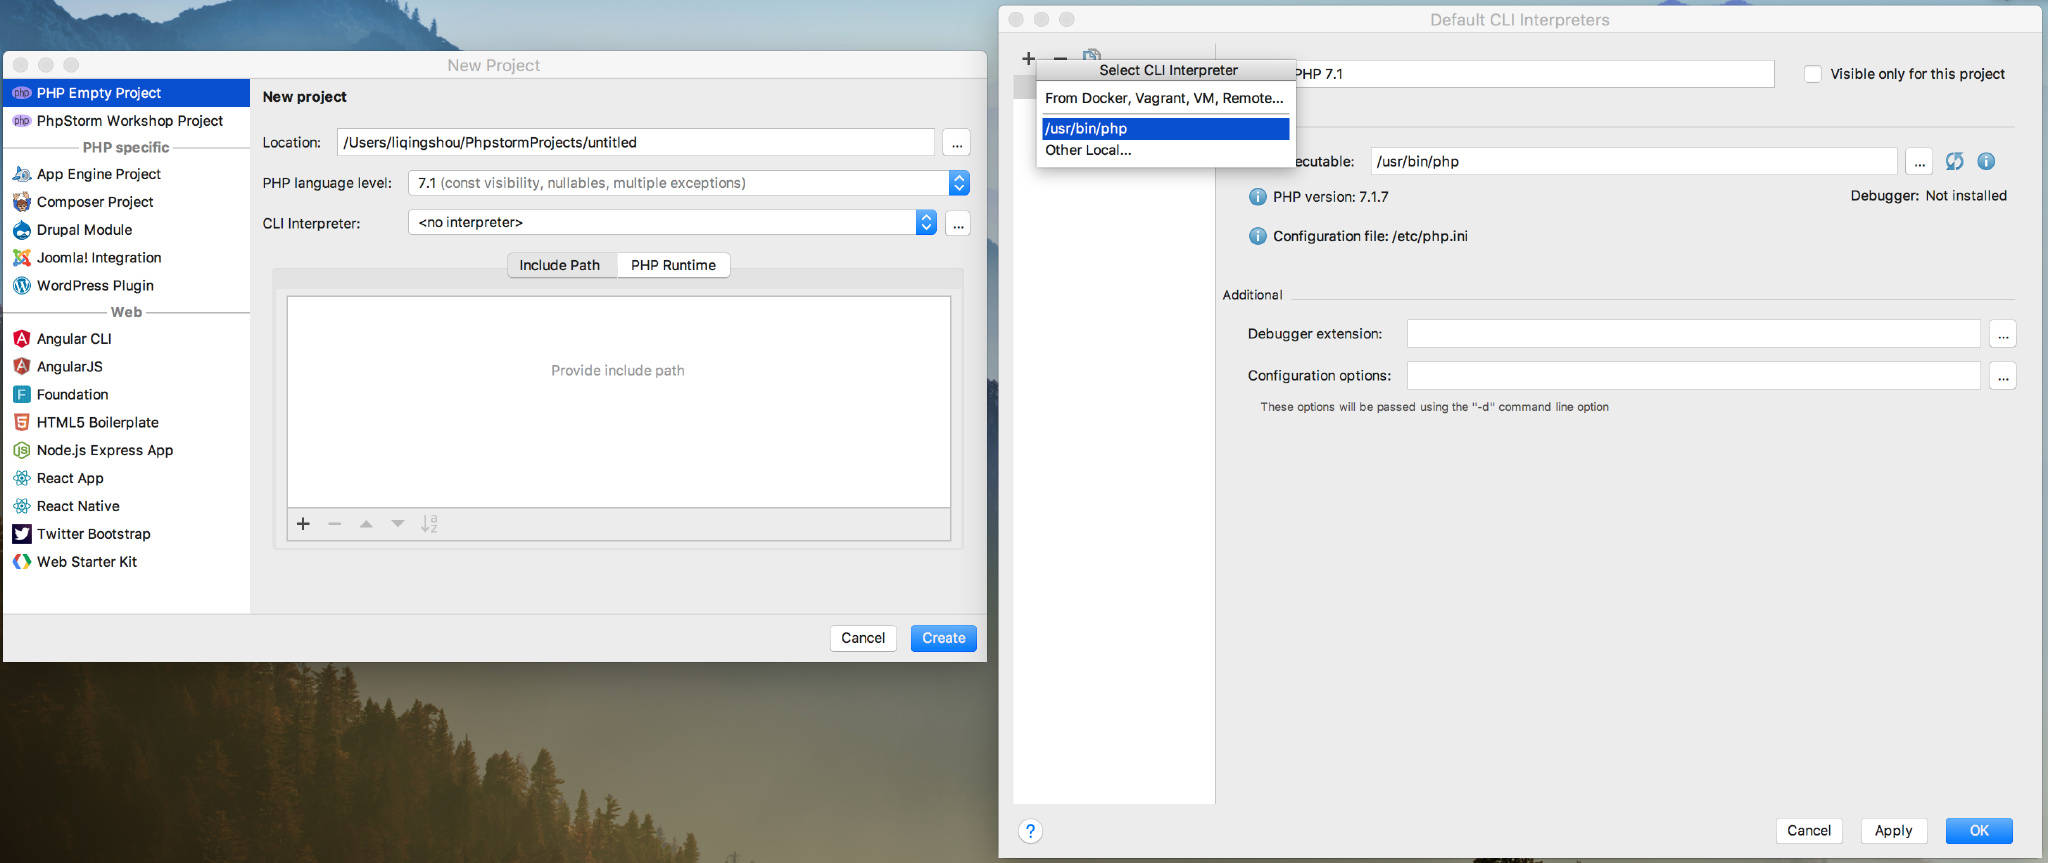 New Project
PHP Empty Project
PhpStorm Workshop Project
PHP specific
App Engine Project
Composer Project
Drupal Module
Joomla! Integration
WordPress Plugin
Web
Angular CLI
AngularJS
Foundation
HTML5 Boilerplate
Node.js Express App
React App
React Native
Twitter Bootstrap
Web Starter Kit
New project
Location: /Users/liqingshou/PhpstormProjects/untitled ...
PHP language level: 7.1 (const visibility, nullables, multiple exceptions)
CLI Interpreter: <no interpreter> ...
Include Path PHP Runtime
Provide include path
Cancel Create
Default CLI Interpreters
Select CLI Interpreter
From Docker, Vagrant, VM, Remote...
/usr/bin/php
Other Local...
PHP 7.1 Visible only for this project
ecutable: /usr/bin/php ...
PHP version: 7.1.7 Debugger: Not installed
Configuration file: /etc/php.ini
Additional
Debugger extension: ...
Configuration options: ...
These options will be passed using the "-d" command line option
? Cancel Apply OK